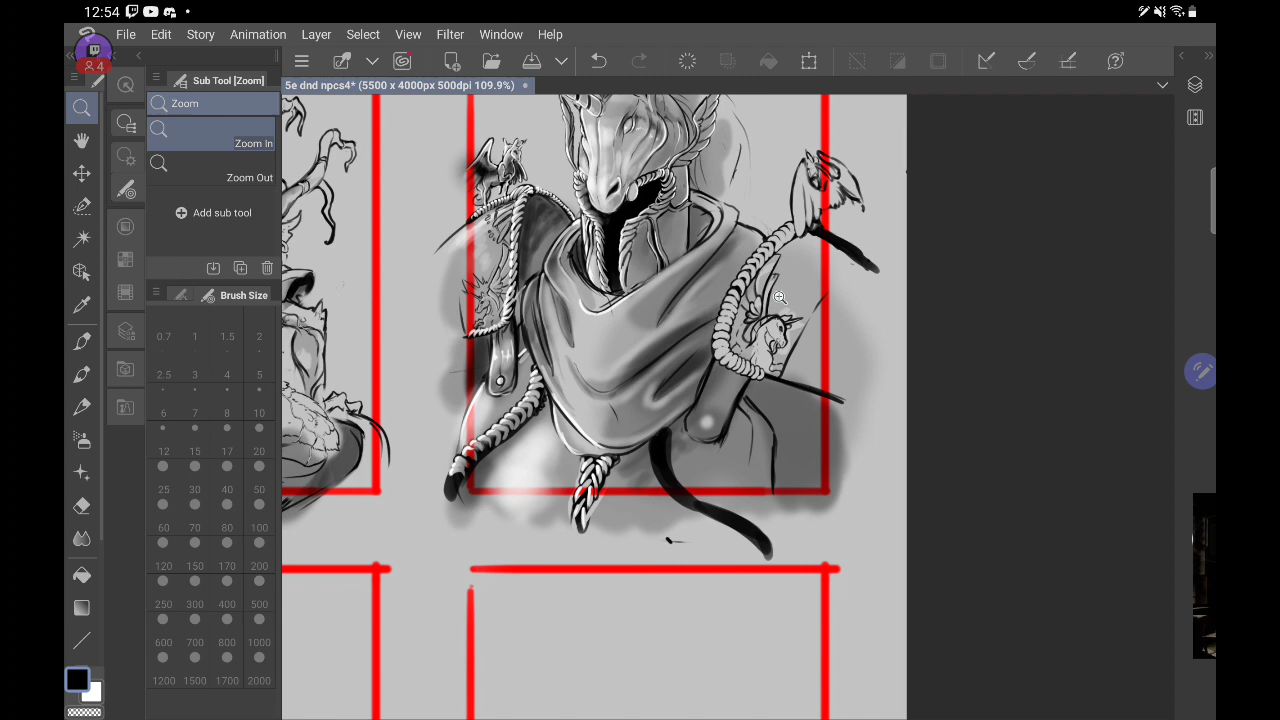 12:54
File Edit Story Animation Layer Select View Filter Window Help
4
Sub Tool [Zoom]
5e dnd npcs4* (5500 x 4000px 500dpi 109.9%)
Zoom
Zoom In
Zoom Out
Add sub tool
Brush Size
0.7 1 1.5 2
2.5 3 4 5
6 7 8 10
12 15 17 20
25 30 40 50
60 70 80 100
120 150 170 200
250 300 400 500
600 700 800 1000
1200 1500 1700 2000